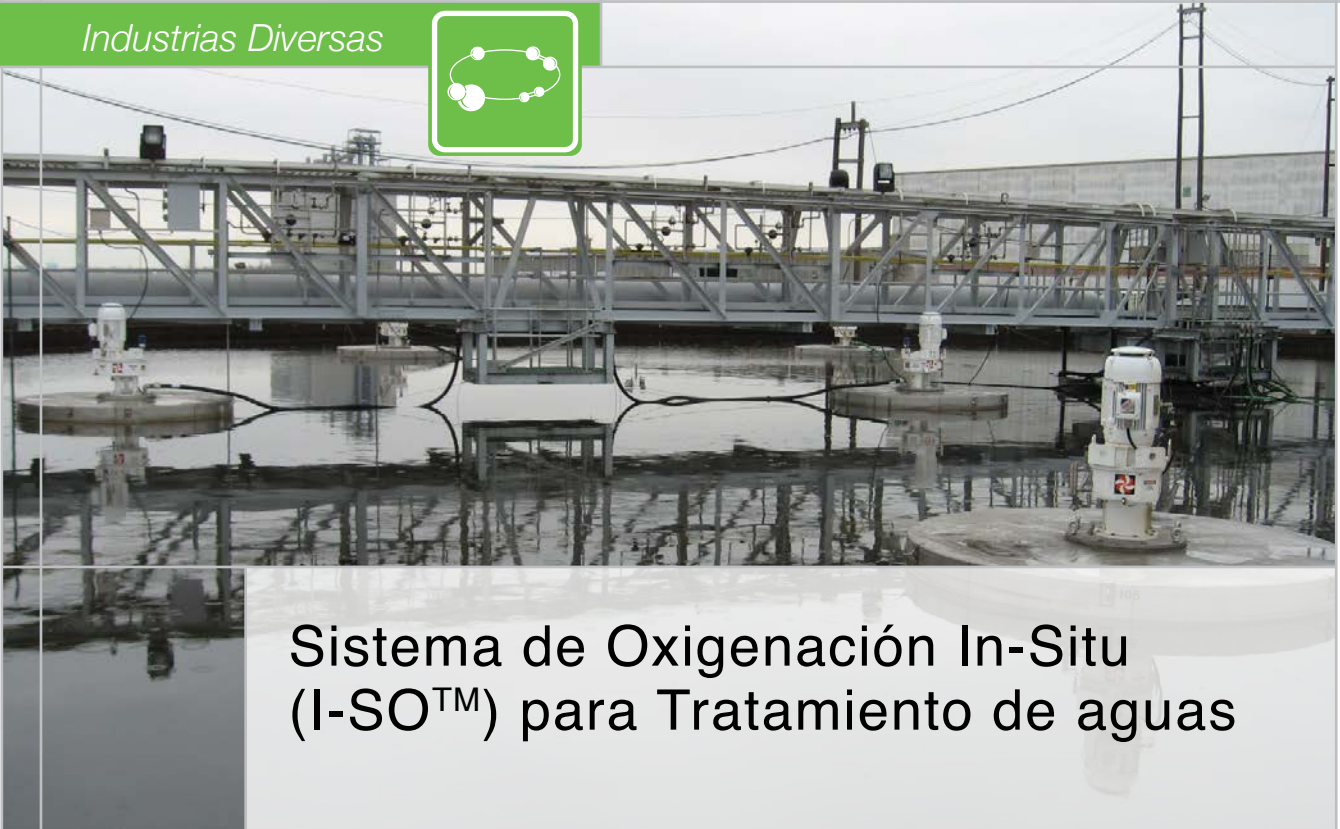 Industrias Diversas
Sistema de Oxigenación In-Situ
(I-SO™) para Tratamiento de aguas